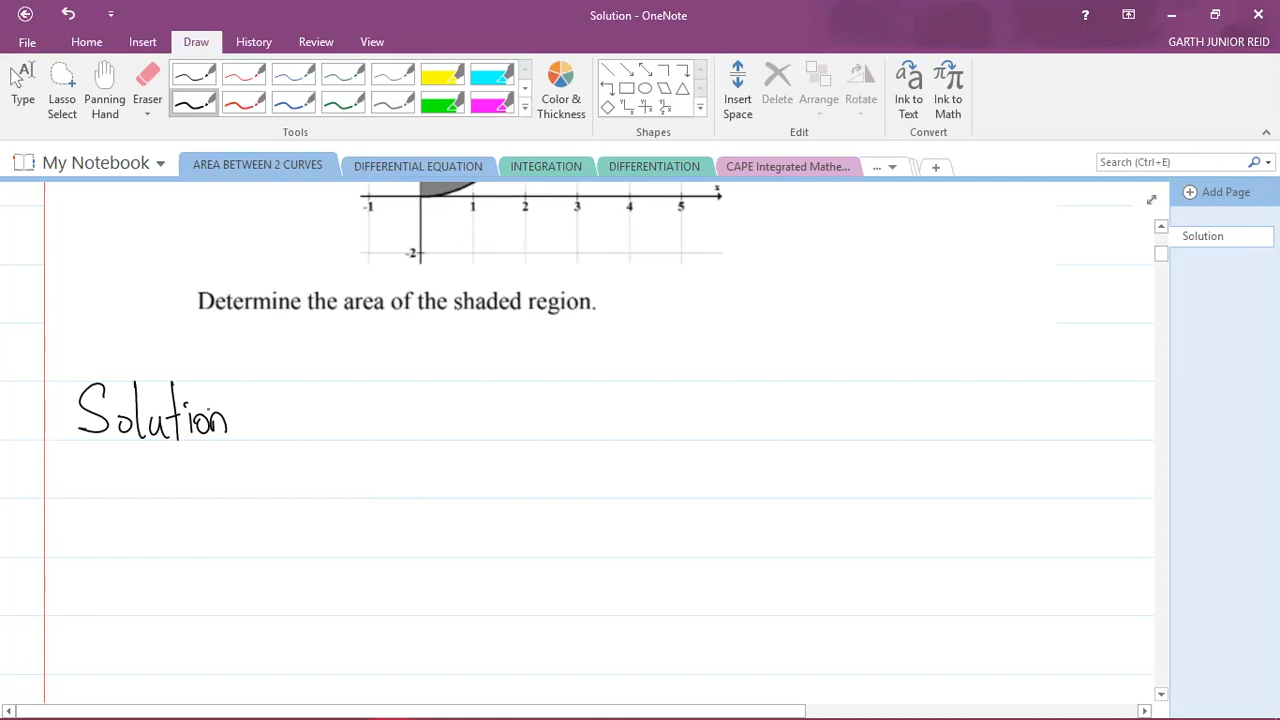 Solution - OneNote
?
GARTH JUNIOR REID
File Home Insert Draw History Review View
Type
Lasso Select
Panning Hand
Eraser
Color & Thickness
Insert Space
Delete
Arrange
Rotate
Ink to Text
Ink to Math
Tools Shapes Edit Convert
My Notebook
AREA BETWEEN 2 CURVES
DIFFERENTIAL EQUATION
INTEGRATION
DIFFERENTIATION
CAPE Integrated Mathe...
...
Search (Ctrl+E)
Add Page
Solution
x
-1 1 2 3 4 5
-2
Determine the area of the shaded region.
Solution